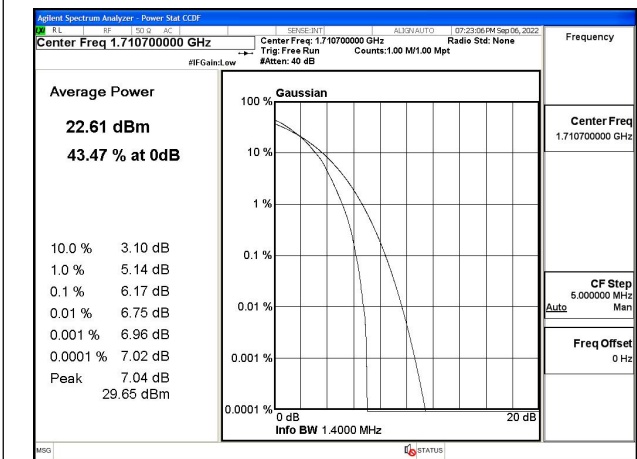 Agilent Spectrum Analyzer - Power Stat CCDF
RL RF 50 Ω AC SENSE:INT ALIGN AUTO 07:23:06 PM Sep 06, 2022
Center Freq 1.710700000 GHz
Center Freq: 1.710700000 GHz Radio Std: None
Trig: Free Run Counts:1.00 M/1.00 Mpt
#IFGain:Low #Atten: 40 dB
Frequency
Average Power
22.61 dBm
43.47 % at 0dB
10.0 % 3.10 dB
1.0 % 5.14 dB
0.1 % 6.17 dB
0.01 % 6.75 dB
0.001 % 6.96 dB
0.0001 % 7.02 dB
Peak 7.04 dB
29.65 dBm
Gaussian
100 %
10 %
1 %
0.1 %
0.01 %
0.001 %
0.0001 %
0 dB 20 dB
Info BW 1.4000 MHz
Center Freq
1.710700000 GHz
CF Step
5.000000 MHz
Auto Man
Freq Offset
0 Hz
MSG STATUS